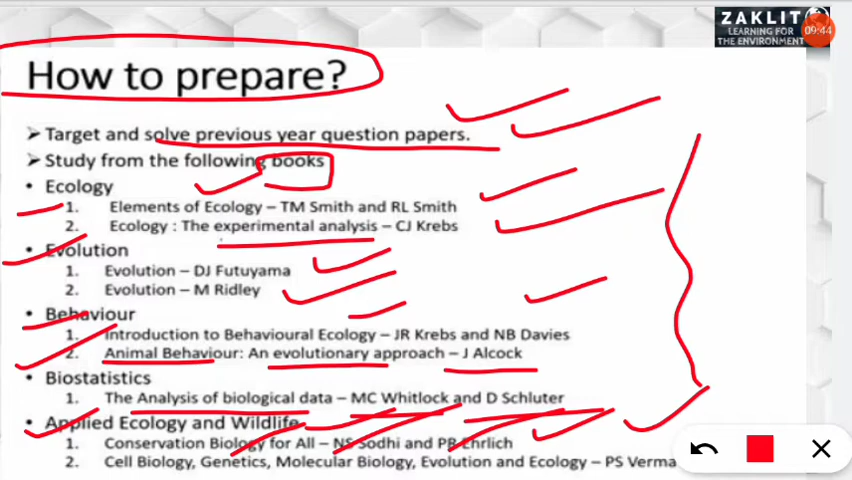 ZAKLIT
LEARNING FOR
THE ENVIRONMENT
09:44
How to prepare?
➢ Target and solve previous year question papers.
➢ Study from the following books
• Ecology
1. Elements of Ecology – TM Smith and RL Smith
2. Ecology : The experimental analysis – CJ Krebs
• Evolution
1. Evolution – DJ Futuyama
2. Evolution – M Ridley
• Behaviour
1. Introduction to Behavioural Ecology – JR Krebs and NB Davies
2. Animal Behaviour: An evolutionary approach – J Alcock
• Biostatistics
1. The Analysis of biological data – MC Whitlock and D Schluter
• Applied Ecology and Wildlife
1. Conservation Biology for All – NS Sodhi and PR Ehrlich
2. Cell Biology, Genetics, Molecular Biology, Evolution and Ecology – PS Verma